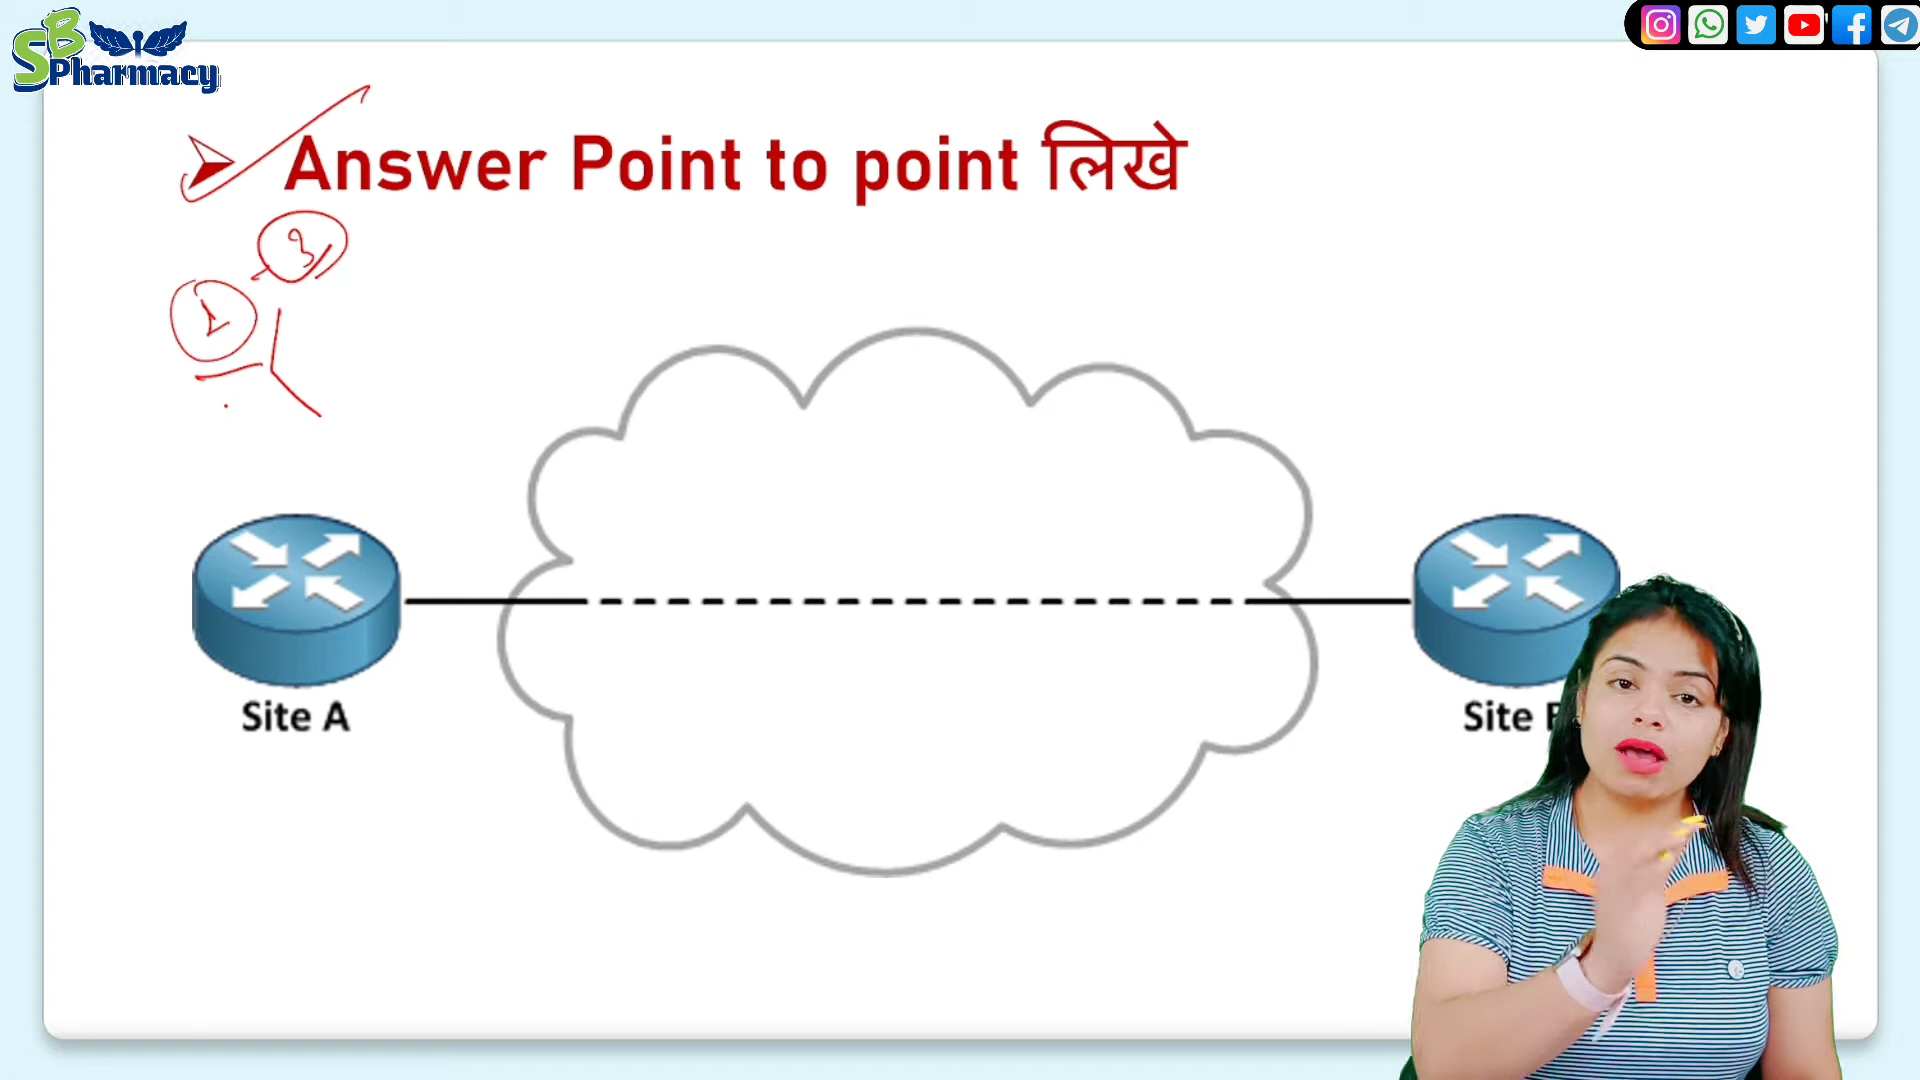 SB Pharmacy
Answer Point to point लिखे
Site A
Site